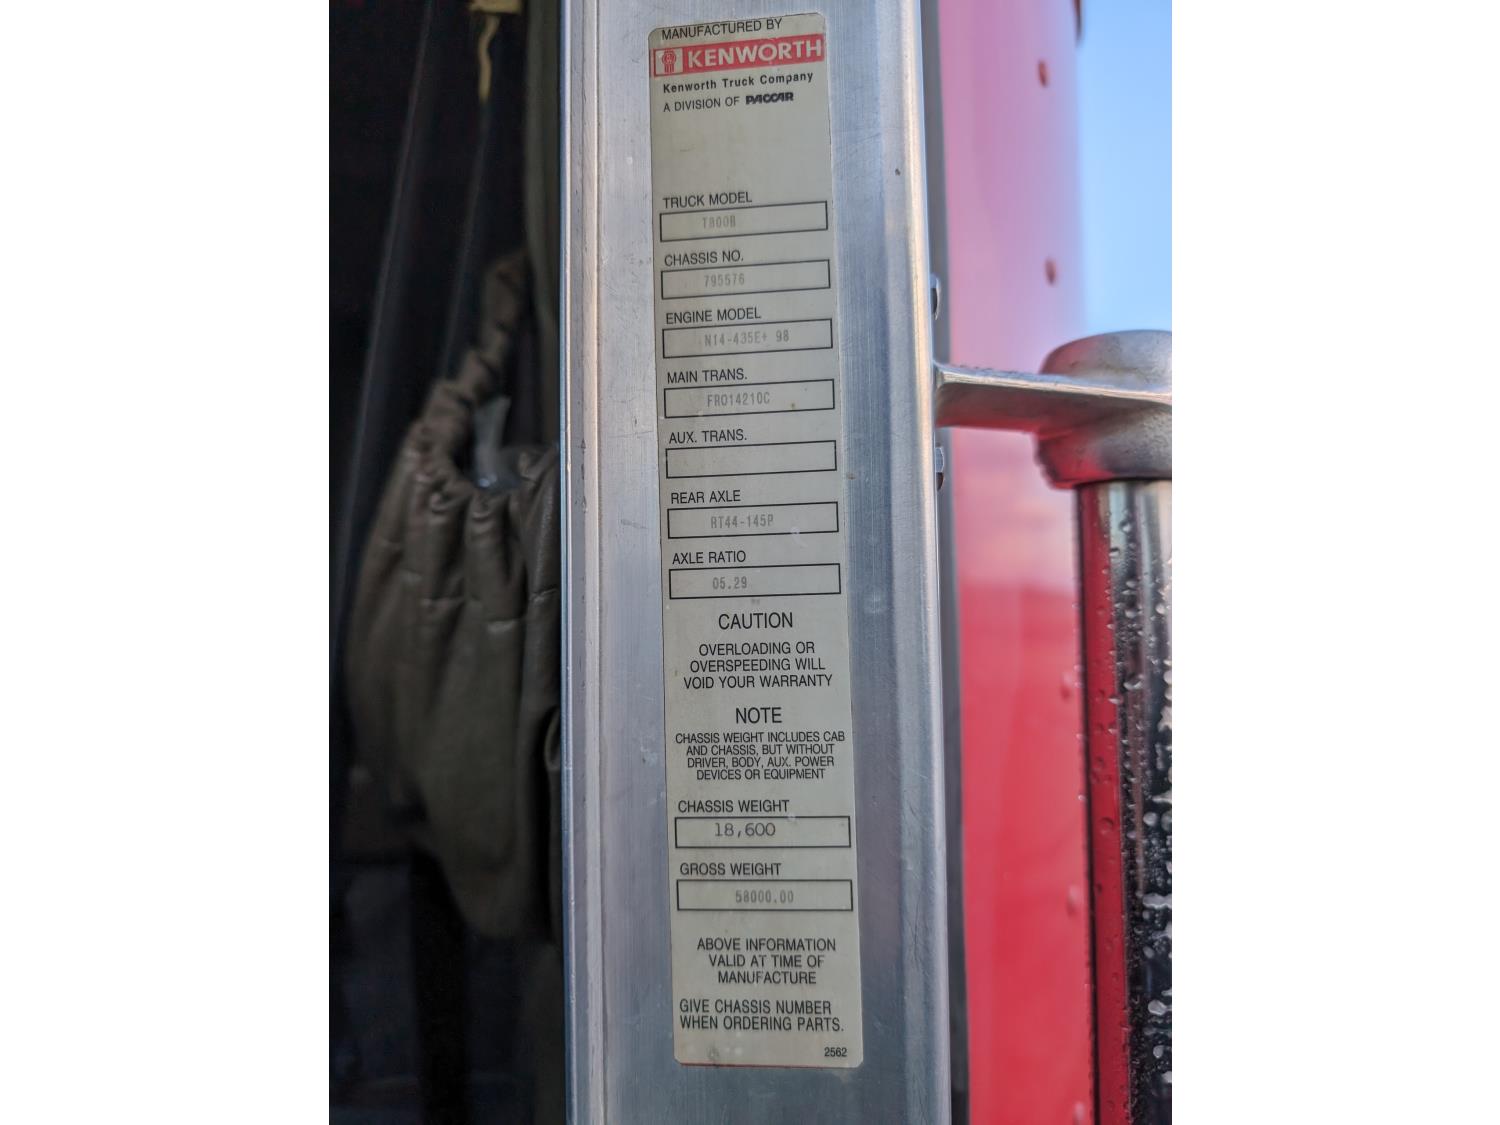 MANUFACTURED BY
KENWORTH
Kenworth Truck Company
A DIVISION OF PACCAR
TRUCK MODEL
T800B
CHASSIS NO.
795576
ENGINE MODEL
N14-435E+ 98
MAIN TRANS.
FRO14210C
AUX. TRANS.
REAR AXLE
RT44-145P
AXLE RATIO
05.29
CAUTION
OVERLOADING OR
OVERSPEEDING WILL
VOID YOUR WARRANTY
NOTE
CHASSIS WEIGHT INCLUDES CAB
AND CHASSIS, BUT WITHOUT
DRIVER, BODY, AUX. POWER
DEVICES OR EQUIPMENT
CHASSIS WEIGHT
18,600
GROSS WEIGHT
58000.00
ABOVE INFORMATION
VALID AT TIME OF
MANUFACTURE
GIVE CHASSIS NUMBER
WHEN ORDERING PARTS.
2562